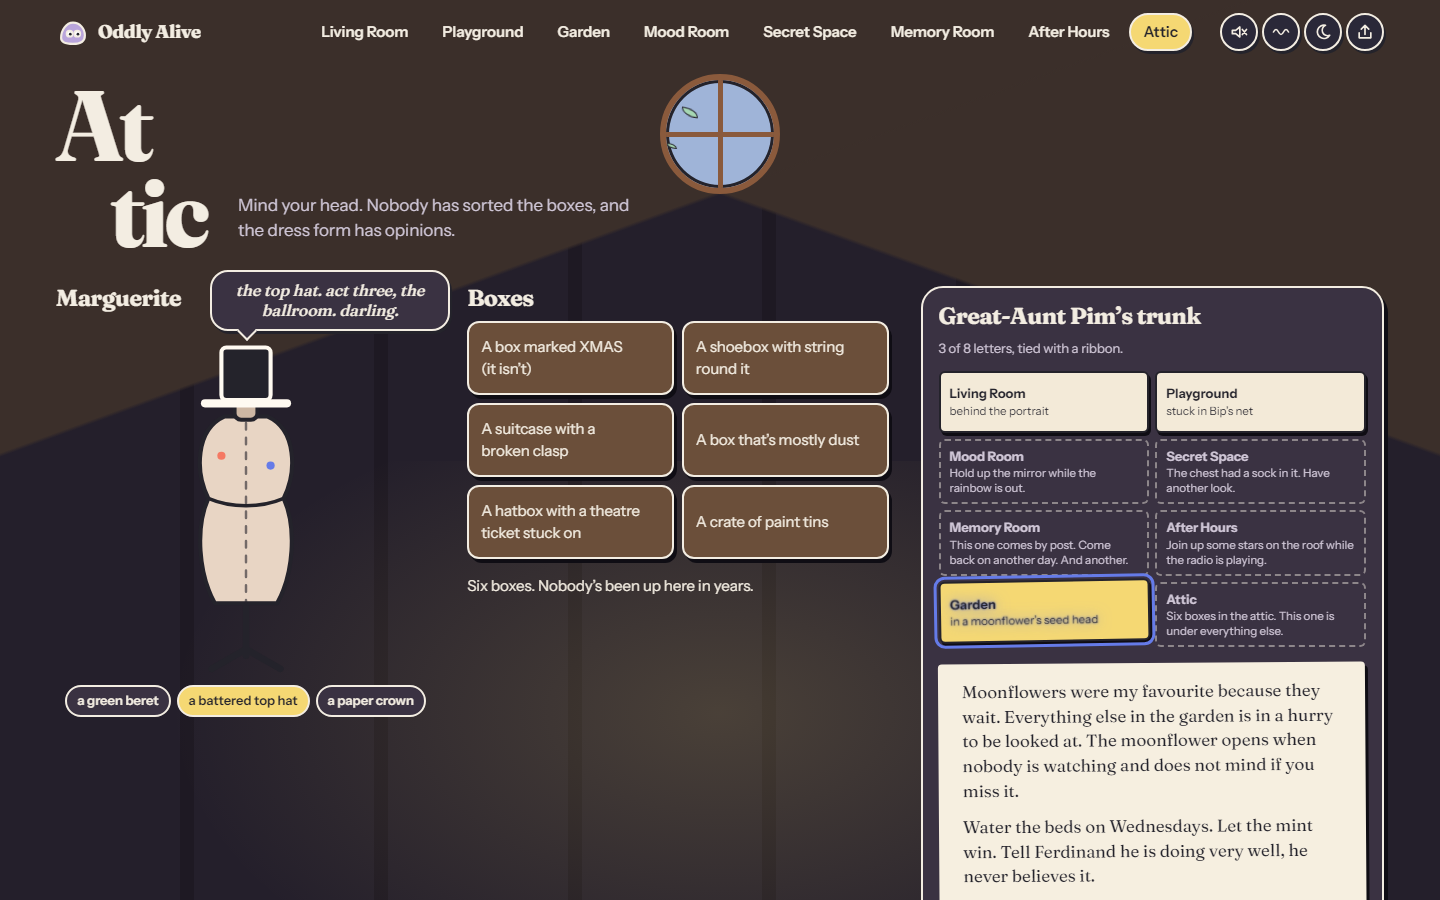 Oddly Alive
Living Room
Playground
Garden
Mood Room
Secret Space
Memory Room
After Hours
Attic
At
tic
Mind your head. Nobody has sorted the boxes, and
the dress form has opinions.
Marguerite
the top hat. act three, the
ballroom. darling.
a green beret
a battered top hat
a paper crown
Boxes
A box marked XMAS
(it isn't)
A shoebox with string
round it
A suitcase with a
broken clasp
A box that's mostly dust
A hatbox with a theatre
ticket stuck on
A crate of paint tins
Six boxes. Nobody's been up here in years.
Great-Aunt Pim's trunk
3 of 8 letters, tied with a ribbon.
Living Room
behind the portrait
Playground
stuck in Bip's net
Mood Room
Hold up the mirror while the
rainbow is out.
Secret Space
The chest had a sock in it. Have
another look.
Memory Room
This one comes by post. Come
back on another day. And another.
After Hours
Join up some stars on the roof while
the radio is playing.
Garden
in a moonflower's seed head
Attic
Six boxes in the attic. This one is
under everything else.
Moonflowers were my favourite because they
wait. Everything else in the garden is in a hurry
to be looked at. The moonflower opens when
nobody is watching and does not mind if you
miss it.
Water the beds on Wednesdays. Let the mint
win. Tell Ferdinand he is doing very well, he
never believes it.